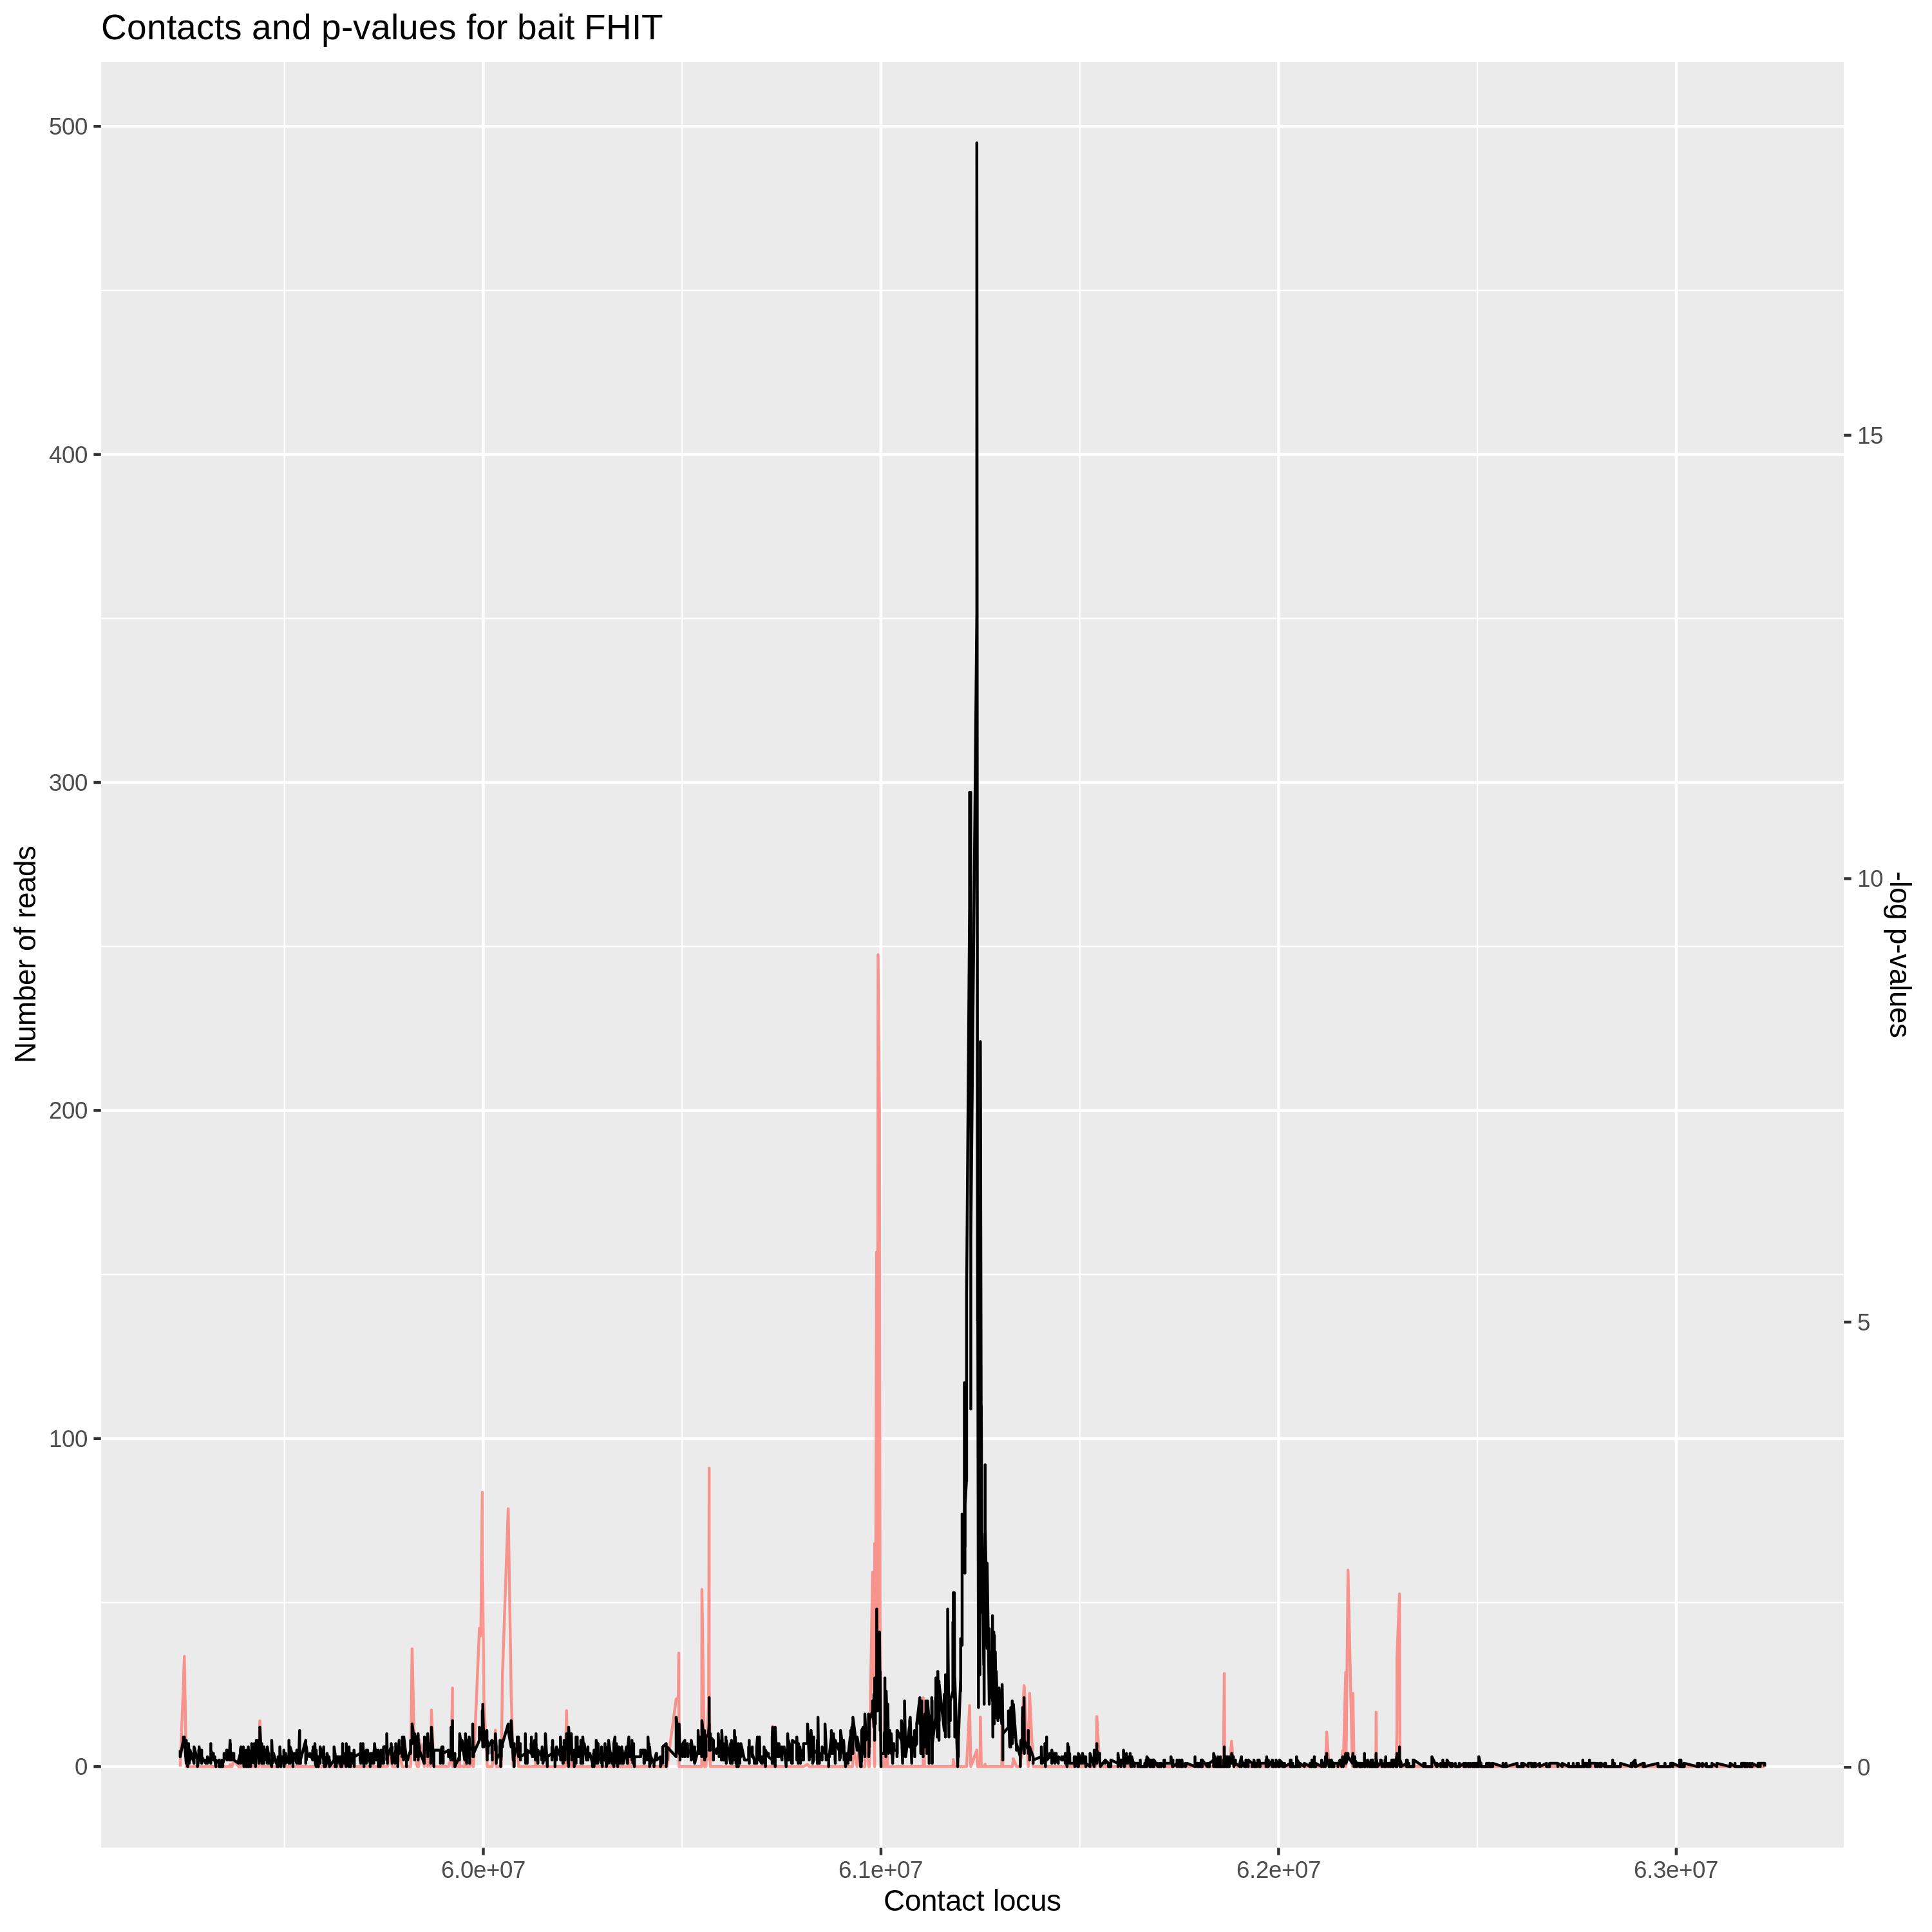 Contacts and p-values for bait FHIT
500
400
300
200
100
0
Number of reads
15
10
5
0
-log p-values
6.0e+07
6.1e+07
6.2e+07
6.3e+07
Contact locus